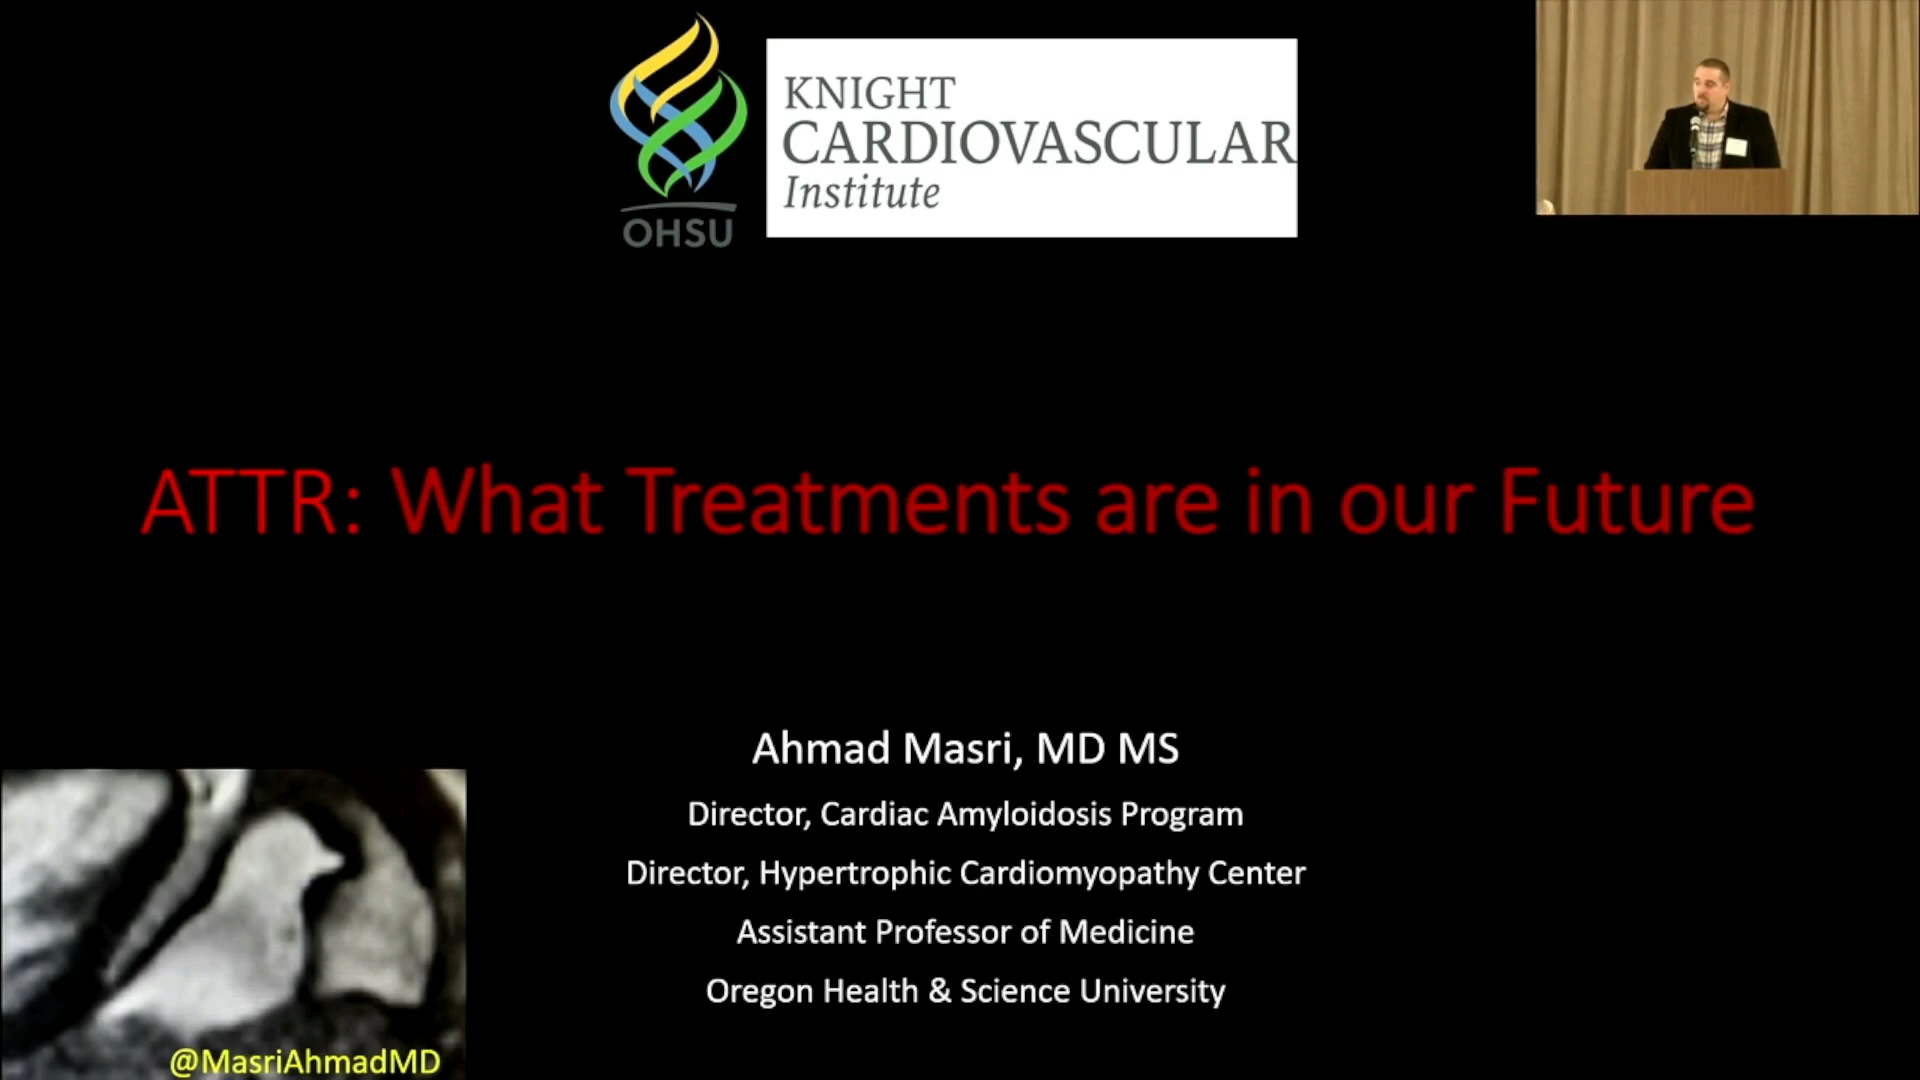 OHSU
KNIGHT
CARDIOVASCULAR
Institute
ATTR: What Treatments are in our Future
Ahmad Masri, MD MS
Director, Cardiac Amyloidosis Program
Director, Hypertrophic Cardiomyopathy Center
Assistant Professor of Medicine
Oregon Health & Science University
@MasriAhmadMD